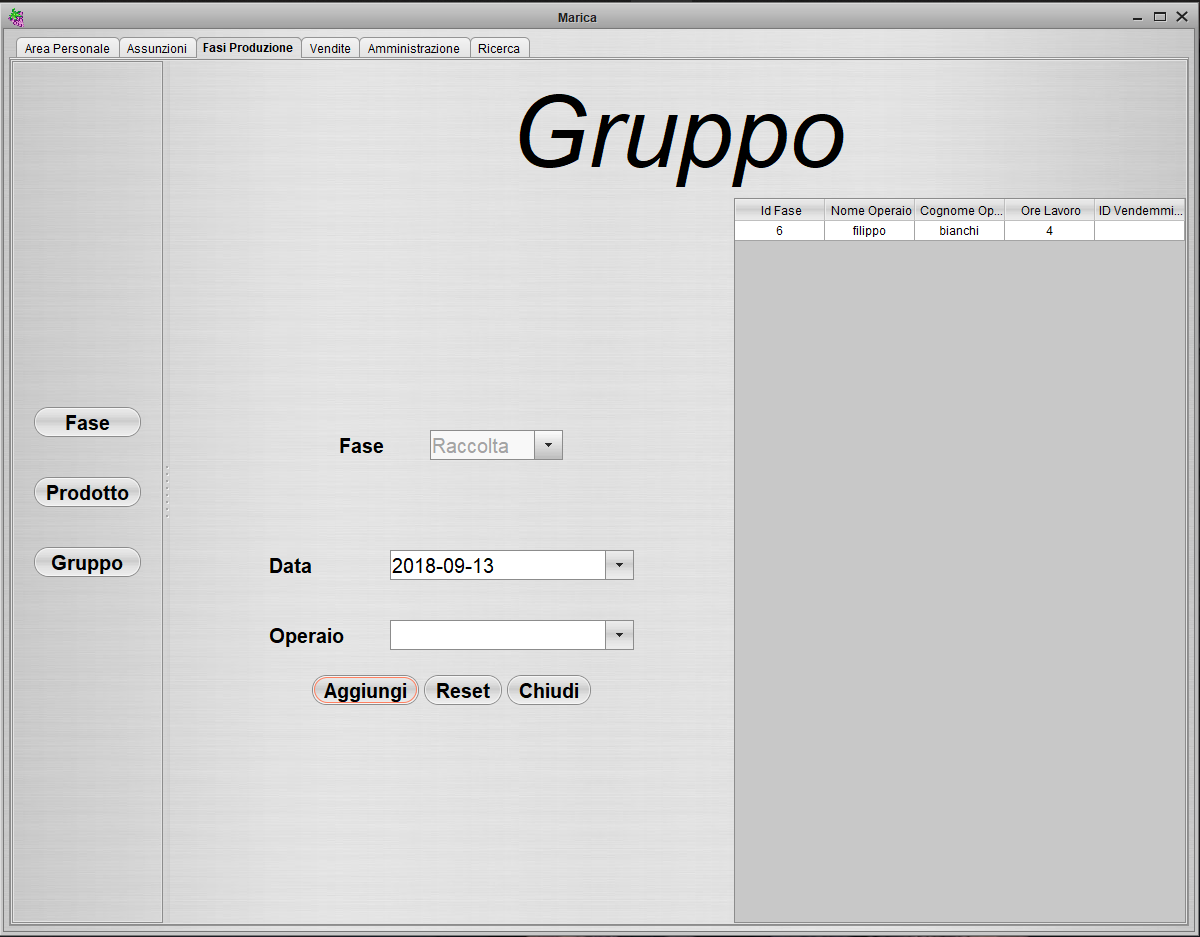 Marica
Area Personale Assunzioni Fasi Produzione Vendite Amministrazione Ricerca
Gruppo
Id Fase Nome Operaio Cognome Op... Ore Lavoro ID Vendemmi...
6 filippo bianchi 4
Fase
Prodotto
Gruppo
Fase Raccolta
Data 2018-09-13
Operaio
Aggiungi Reset Chiudi